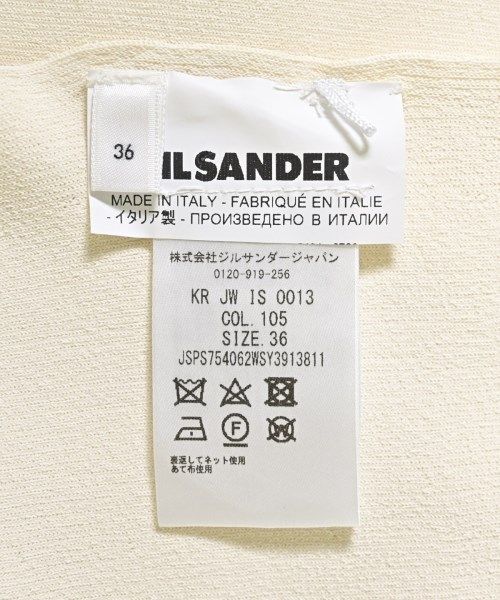 36
IL SANDER
MADE IN ITALY - FABRIQUÉ EN ITALIE
- イタリア製 - ПРОИЗВЕДЕНО В ИТАЛИИ
株式会社ジルサンダージャパン
0120-919-256
KR JW IS 0013
COL. 105
SIZE. 36
JSPS754062WSY3913811
F
W
裏返してネット使用
あて布使用